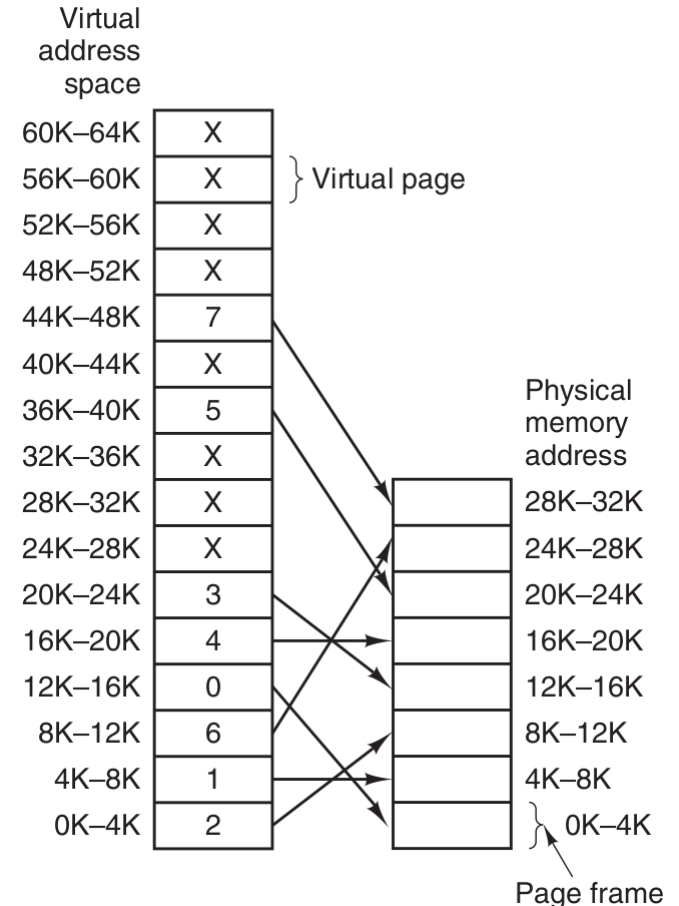 Virtual
address
space
60K–64K X
56K–60K X Virtual page
52K–56K X
48K–52K X
44K–48K 7
40K–44K X
36K–40K 5
32K–36K X
28K–32K X
24K–28K X
20K–24K 3
16K–20K 4
12K–16K 0
8K–12K 6
4K–8K 1
0K–4K 2
Physical
memory
address
28K–32K
24K–28K
20K–24K
16K–20K
12K–16K
8K–12K
4K–8K
0K–4K
Page frame